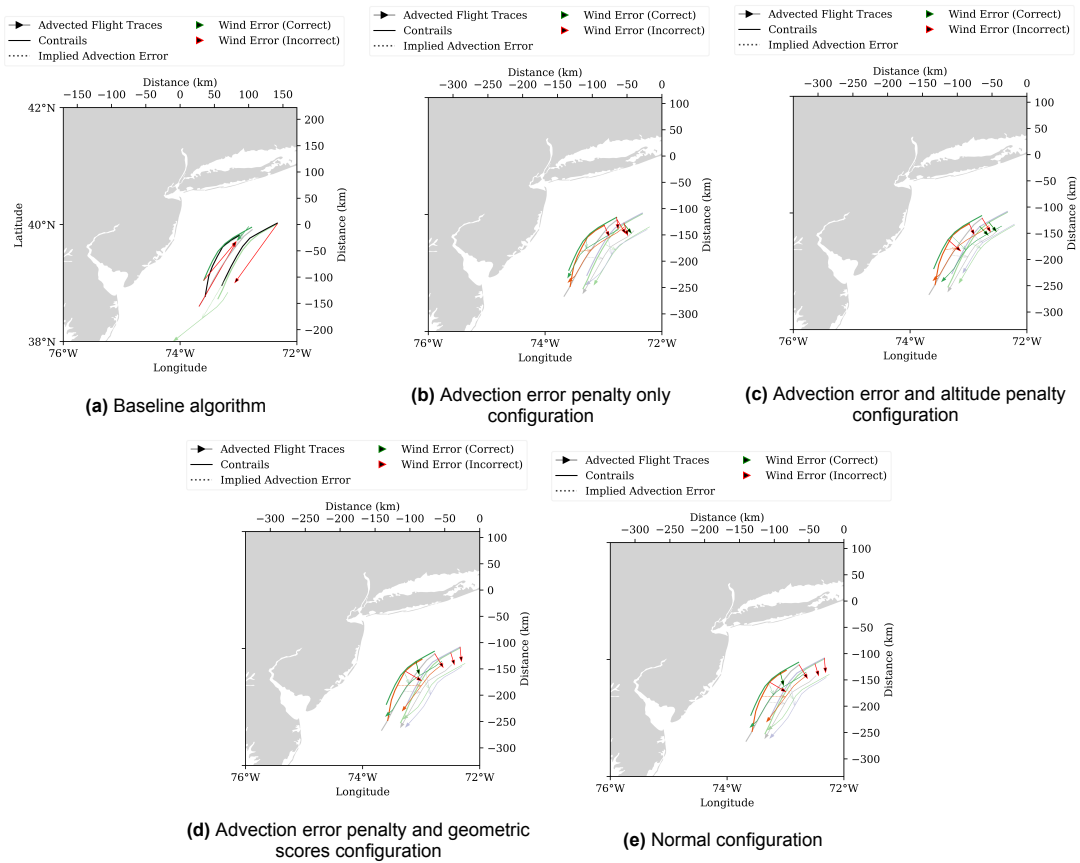 Advected Flight Traces
Contrails
Implied Advection Error
Wind Error (Correct)
Wind Error (Incorrect)
Distance (km)
−150 −100 −50 0 50 100 150
42°N
40°N
38°N
Latitude
200
150
100
50
0
−50
−100
−150
−200
Distance (km)
76°W 74°W 72°W
Longitude
(a) Baseline algorithm
Advected Flight Traces
Contrails
Implied Advection Error
Wind Error (Correct)
Wind Error (Incorrect)
Distance (km)
−300 −250 −200 −150 −100 −50 0
100
50
0
−50
−100
−150
−200
−250
−300
Distance (km)
76°W 74°W 72°W
Longitude
(b) Advection error penalty only
configuration
Advected Flight Traces
Contrails
Implied Advection Error
Wind Error (Correct)
Wind Error (Incorrect)
Distance (km)
−300 −250 −200 −150 −100 −50 0
100
50
0
−50
−100
−150
−200
−250
−300
Distance (km)
76°W 74°W 72°W
Longitude
(c) Advection error and altitude penalty
configuration
Advected Flight Traces
Contrails
Implied Advection Error
Wind Error (Correct)
Wind Error (Incorrect)
Distance (km)
−300 −250 −200 −150 −100 −50 0
100
50
0
−50
−100
−150
−200
−250
−300
Distance (km)
76°W 74°W 72°W
Longitude
(d) Advection error penalty and geometric
scores configuration
Advected Flight Traces
Contrails
Implied Advection Error
Wind Error (Correct)
Wind Error (Incorrect)
Distance (km)
−300 −250 −200 −150 −100 −50 0
100
50
0
−50
−100
−150
−200
−250
−300
Distance (km)
76°W 74°W 72°W
Longitude
(e) Normal configuration